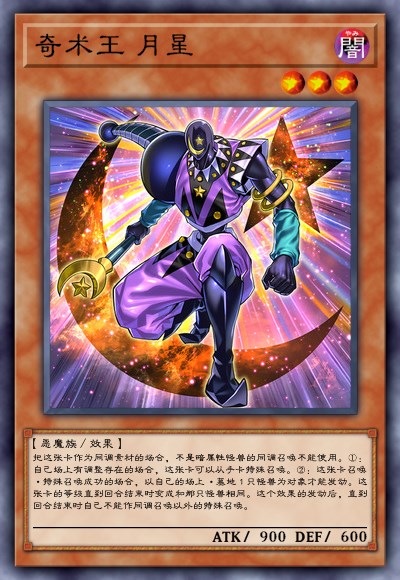 奇术王 月星
やみ
闇
【恶魔族/效果】
把这张卡作为同调素材的场合，不是暗属性怪兽的同调召唤不能使用。①：
自己场上有调整存在的场合，这张卡可以从手卡特殊召唤。②：这张卡召唤
·特殊召唤成功的场合，以自己的场上·墓地1只怪兽为对象才能发动。这
张卡的等级直到回合结束时变成和那只怪兽相同。这个效果的发动后，直到
回合结束时自己不能作同调召唤以外的特殊召唤。
ATK/ 900 DEF/ 600